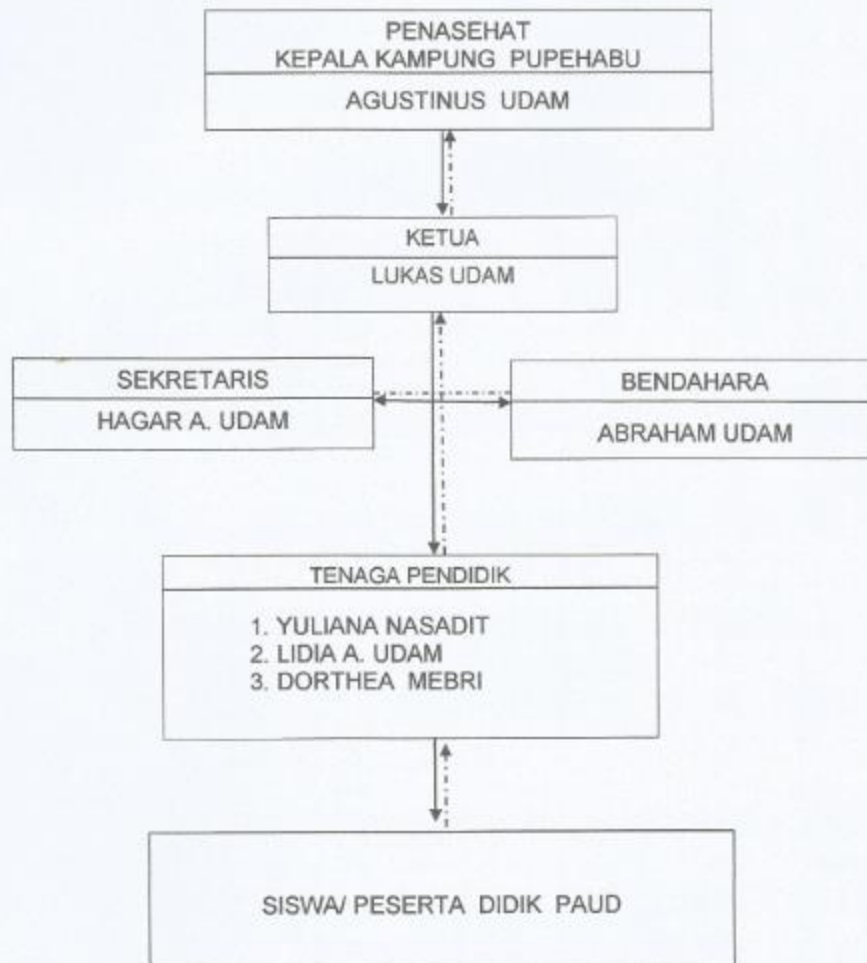 PENASEHAT
KEPALA KAMPUNG PUPEHABU
AGUSTINUS UDAM
KETUA
LUKAS UDAM
SEKRETARIS
HAGAR A. UDAM
BENDAHARA
ABRAHAM UDAM
TENAGA PENDIDIK
1. YULIANA NASADIT
2. LIDIA A. UDAM
3. DORTHEA MEBRI
SISWA/ PESERTA DIDIK PAUD